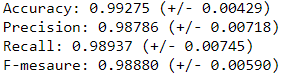 Accuracy: 0.99275 (+/- 0.00429)
Precision: 0.98786 (+/- 0.00718)
Recall: 0.98937 (+/- 0.00745)
F-mesaure: 0.98880 (+/- 0.00590)